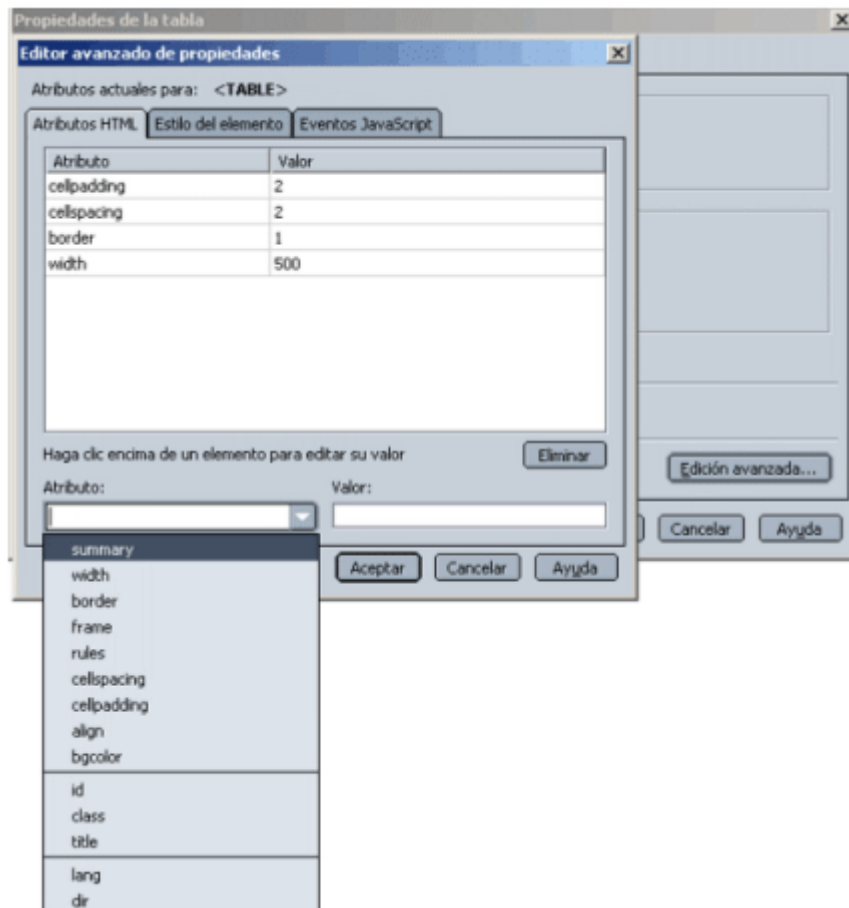 Propiedades de la tabla
Editor avanzado de propiedades
Atributos actuales para: <TABLE>
Atributos HTML Estilo del elemento Eventos JavaScript
Atributo Valor
cellpadding 2
cellspacing 2
border 1
width 500
Haga clic encima de un elemento para editar su valor Eliminar
Edición avanzada...
Atributo: Valor:
Cancelar Ayuda
summary
Aceptar Cancelar Ayuda
width
border
frame
rules
cellspacing
cellpadding
align
bgcolor
id
class
title
lang
dir